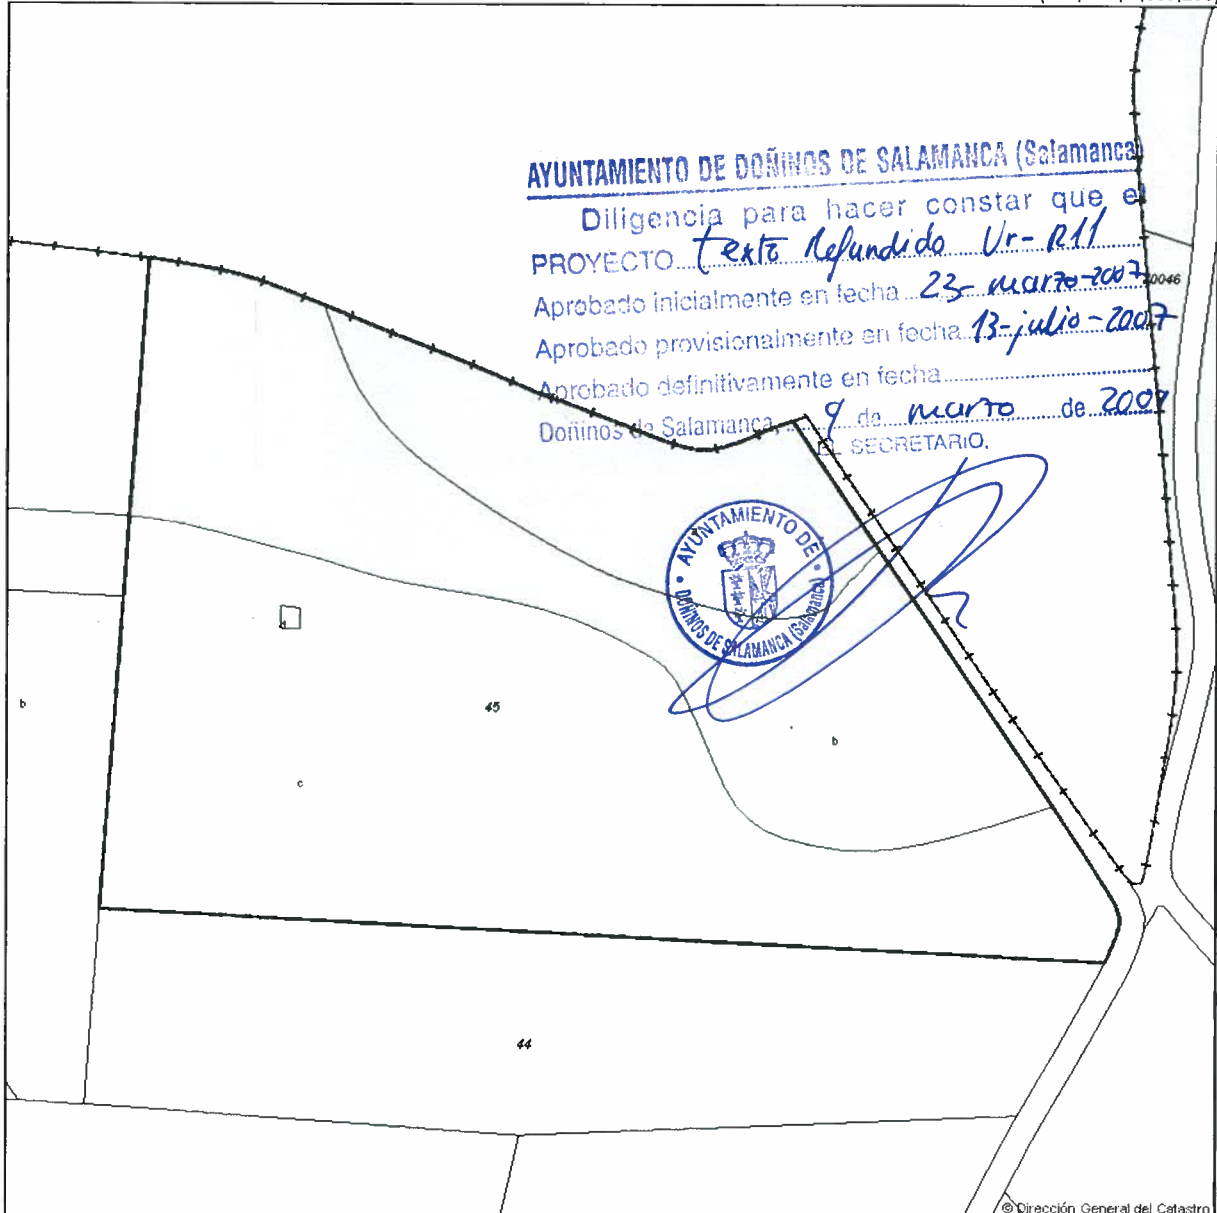 AYUNTAMIENTO DE DOÑINOS DE SALAMANCA (Salamanca)
Diligencia para hacer constar que el
PROYECTO texto Refundido Ur-R11
Aprobado inicialmente en fecha 23-marzo-2007
Aprobado provisionalmente en fecha 13-julio-2007
Aprobado definitivamente en fecha
Doñinos de Salamanca, 9 de marzo de 2009
EL SECRETARIO,
AYUNTAMIENTO DE
DOÑINOS DE SALAMANCA (Salamanca)
0046
b
45
b
c
44
© Dirección General del Catastro